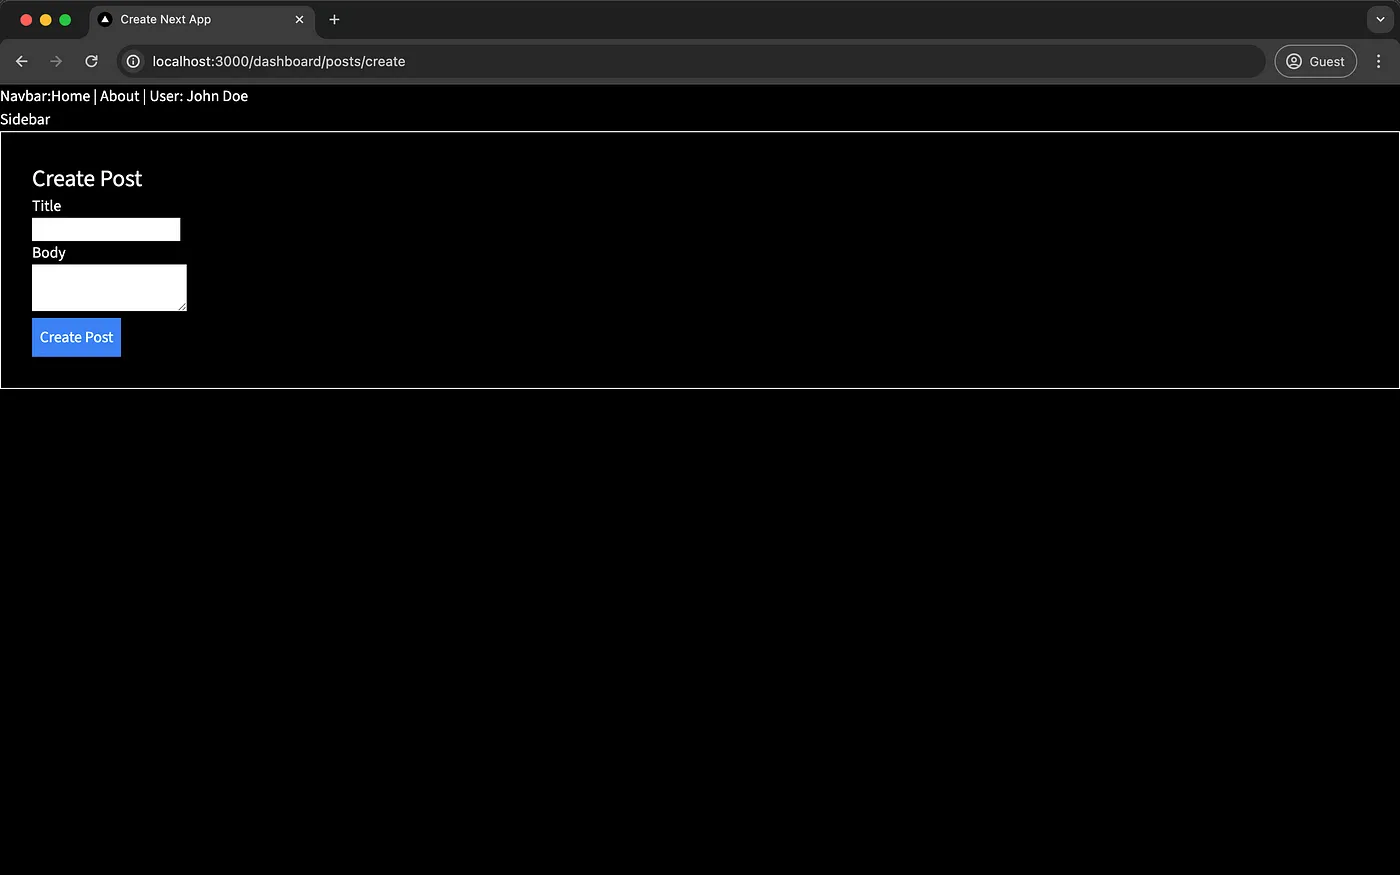 Create Next App
localhost:3000/dashboard/posts/create
Guest
Navbar:Home | About | User: John Doe
Sidebar
Create Post
Title
Body
Create Post